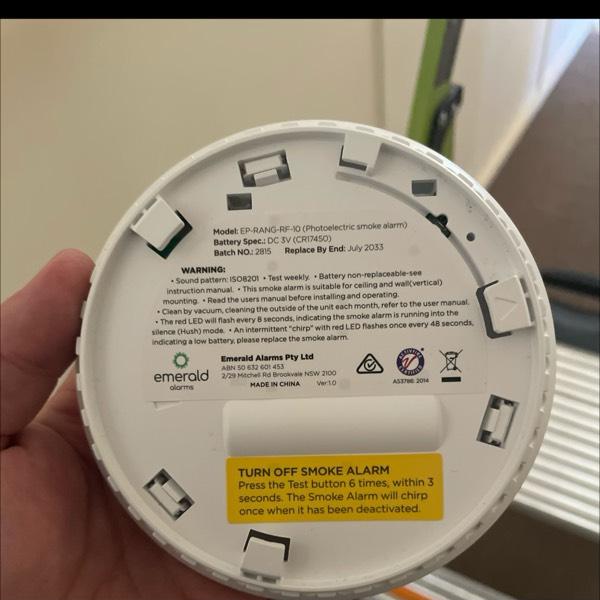 Model: EP-RANG-RF-10 (Photoelectric smoke alarm)
Battery Spec.: DC 3V (CR17450)
Batch NO.: 2815 Replace By End: July 2033
WARNING:
• Sound pattern: ISO8201 • Test weekly. • Battery non-replaceable-see
instruction manual. • This smoke alarm is suitable for ceiling and wall(vertical)
mounting. • Read the users manual before installing and operating.
• Clean by vacuum, cleaning the outside of the unit each month, refer to the user manual.
• The red LED will flash every 8 seconds, indicating the smoke alarm is running into the
silence (Hush) mode. • An intermittent "chirp" with red LED flashes once every 48 seconds,
indicating a low battery, please replace the smoke alarm.
emerald
alarms
Emerald Alarms Pty Ltd
ABN 50 632 601 453
2/29 Mitchell Rd Brookvale NSW 2100
MADE IN CHINA Ver:1.0
AS3786: 2014
TURN OFF SMOKE ALARM
Press the Test button 6 times, within 3
seconds. The Smoke Alarm will chirp
once when it has been deactivated.